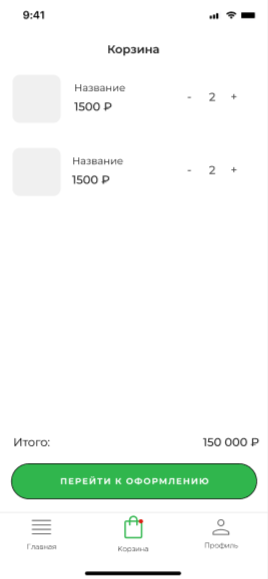 9:41
Корзина
Название
1500 ₽
- 2 +
Название
1500 ₽
- 2 +
Итого: 150 000 ₽
ПЕРЕЙТИ К ОФОРМЛЕНИЮ
Главная Корзина Профиль